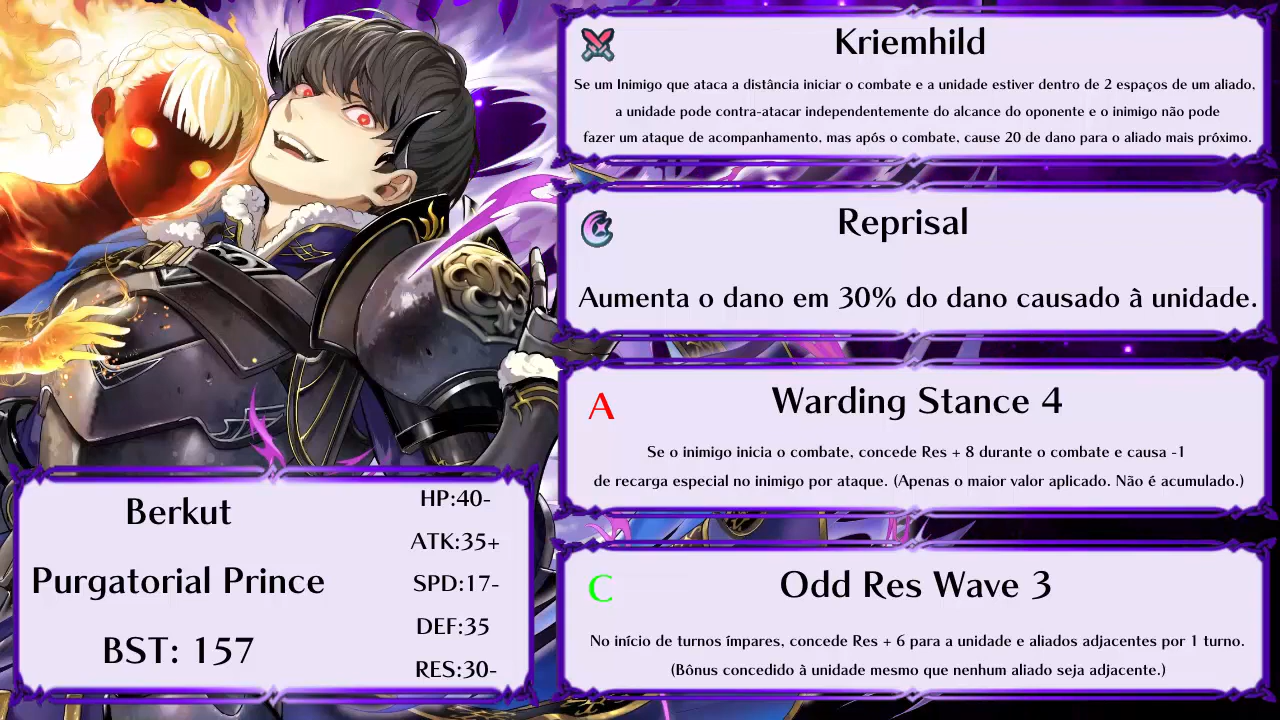 Berkut
Purgatorial Prince
BST: 157
HP:40-
ATK:35+
SPD:17-
DEF:35
RES:30-
Kriemhild
Se um Inimigo que ataca a distância iniciar o combate e a unidade estiver dentro de 2 espaços de um aliado,
a unidade pode contra-atacar independentemente do alcance do oponente e o inimigo não pode
fazer um ataque de acompanhamento, mas após o combate, cause 20 de dano para o aliado mais próximo.
Reprisal
Aumenta o dano em 30% do dano causado à unidade.
A
Warding Stance 4
Se o inimigo inicia o combate, concede Res + 8 durante o combate e causa -1
de recarga especial no inimigo por ataque. (Apenas o maior valor aplicado. Não é acumulado.)
C
Odd Res Wave 3
No início de turnos ímpares, concede Res + 6 para a unidade e aliados adjacentes por 1 turno.
(Bônus concedido à unidade mesmo que nenhum aliado seja adjacente.)